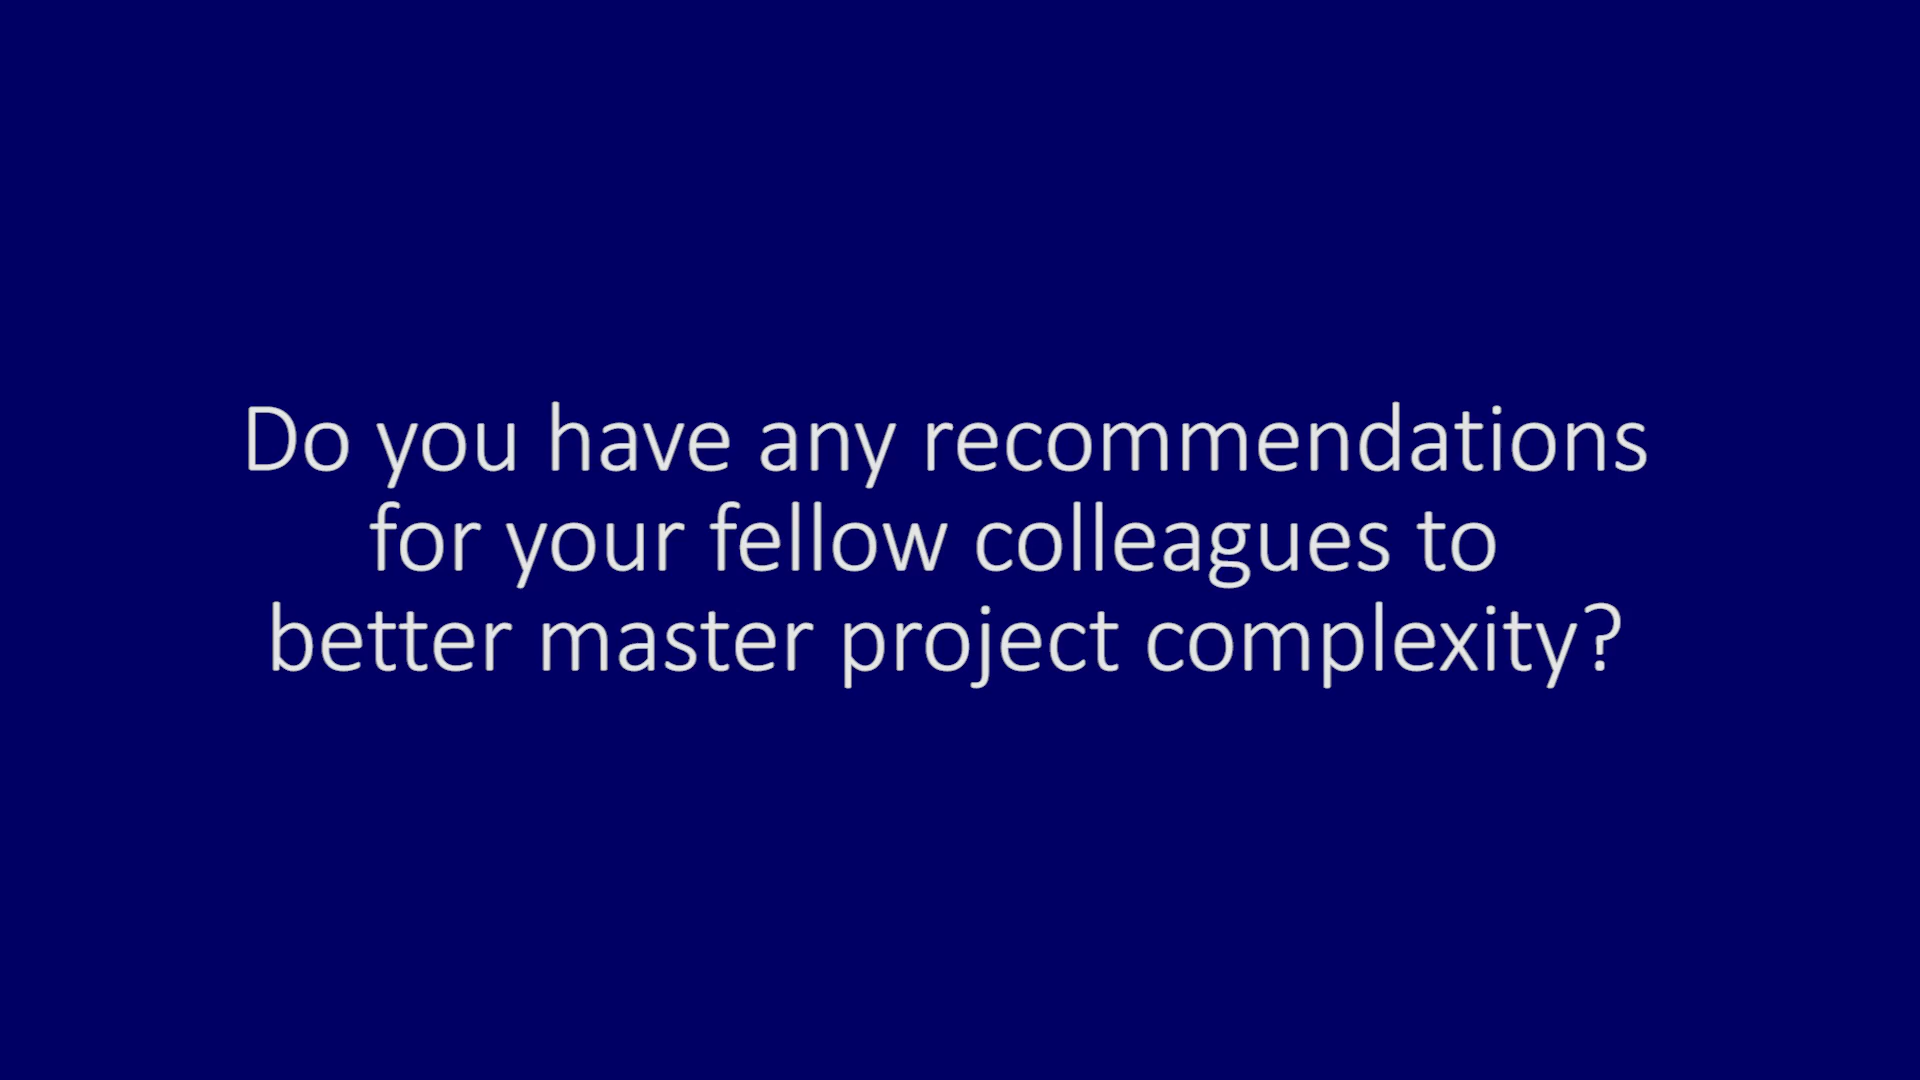 Do you have any recommendations
for your fellow colleagues to
better master project complexity?